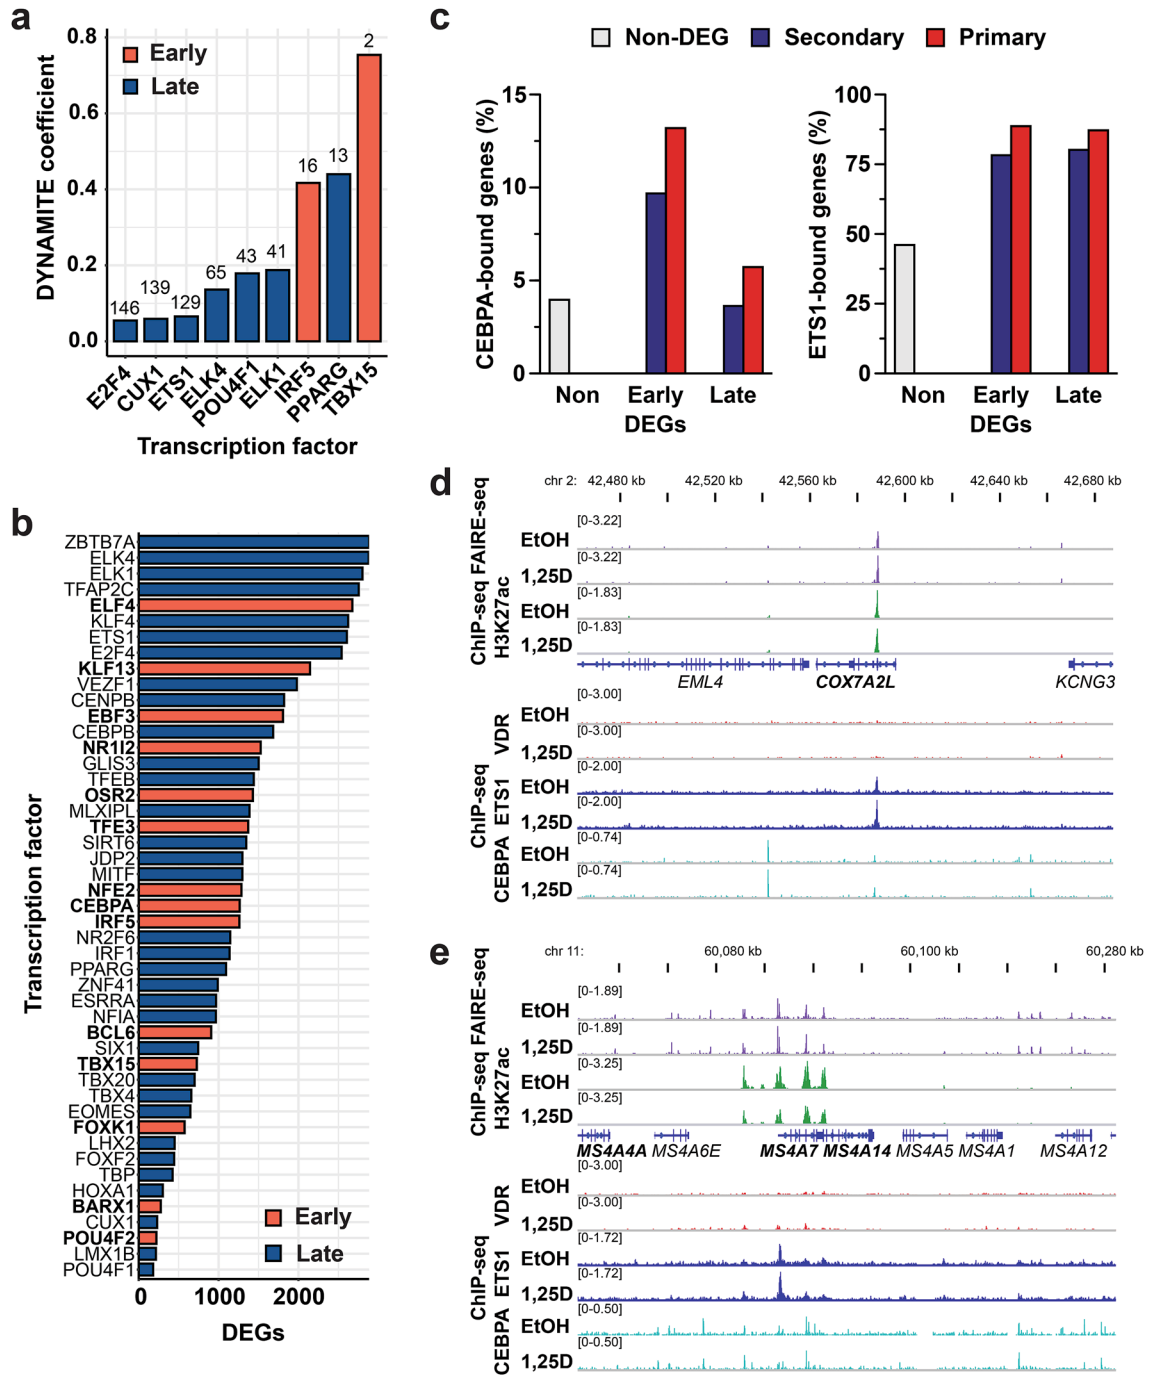 a
0.8
0.6
0.4
0.2
0.0
DYNAMITE coefficient
Early
Late
146
139
129
65
43
41
16
13
2
E2F4
CUX1
ETS1
ELK4
POU4F1
ELK1
IRF5
PPARG
TBX15
Transcription factor
b
Transcription factor
ZBTB7A
ELK4
ELK1
TFAP2C
ELF4
KLF4
ETS1
E2F4
KLF13
VEZF1
CENPB
EBF3
CEBPB
NR1I2
GLIS3
TFEB
OSR2
MLXIPL
TFE3
SIRT6
JDP2
MITF
NFE2
CEBPA
IRF5
NR2F6
IRF1
PPARG
ZNF41
ESRRA
NFIA
BCL6
SIX1
TBX15
TBX20
TBX4
EOMES
FOXK1
LHX2
FOXF2
TBP
HOXA1
BARX1
CUX1
POU4F2
LMX1B
POU4F1
Early
Late
0 1000 2000
DEGs
c
Non-DEG Secondary Primary
CEBPA-bound genes (%)
15
10
5
0
Non Early Late
DEGs
ETS1-bound genes (%)
100
75
50
25
0
Non Early Late
DEGs
d
chr 2: 42,480 kb 42,520 kb 42,560 kb 42,600 kb 42,640 kb 42,680 kb
FAIRE-seq
[0-3.22]
EtOH
[0-3.22]
1,25D
ChIP-seq
H3K27ac
[0-1.83]
EtOH
[0-1.83]
1,25D
EML4 COX7A2L KCNG3
ChIP-seq
VDR
[0-3.00]
EtOH
[0-3.00]
1,25D
ETS1
[0-2.00]
EtOH
[0-2.00]
1,25D
CEBPA
[0-0.74]
EtOH
[0-0.74]
1,25D
e
chr 11: 60,080 kb 60,100 kb 60,280 kb
FAIRE-seq
[0-1.89]
EtOH
[0-1.89]
1,25D
ChIP-seq
H3K27ac
[0-3.25]
EtOH
[0-3.25]
1,25D
MS4A4A MS4A6E MS4A7 MS4A14 MS4A5 MS4A1 MS4A12
ChIP-seq
VDR
[0-3.00]
EtOH
[0-3.00]
1,25D
ETS1
[0-1.72]
EtOH
[0-1.72]
1,25D
CEBPA
[0-0.50]
EtOH
[0-0.50]
1,25D